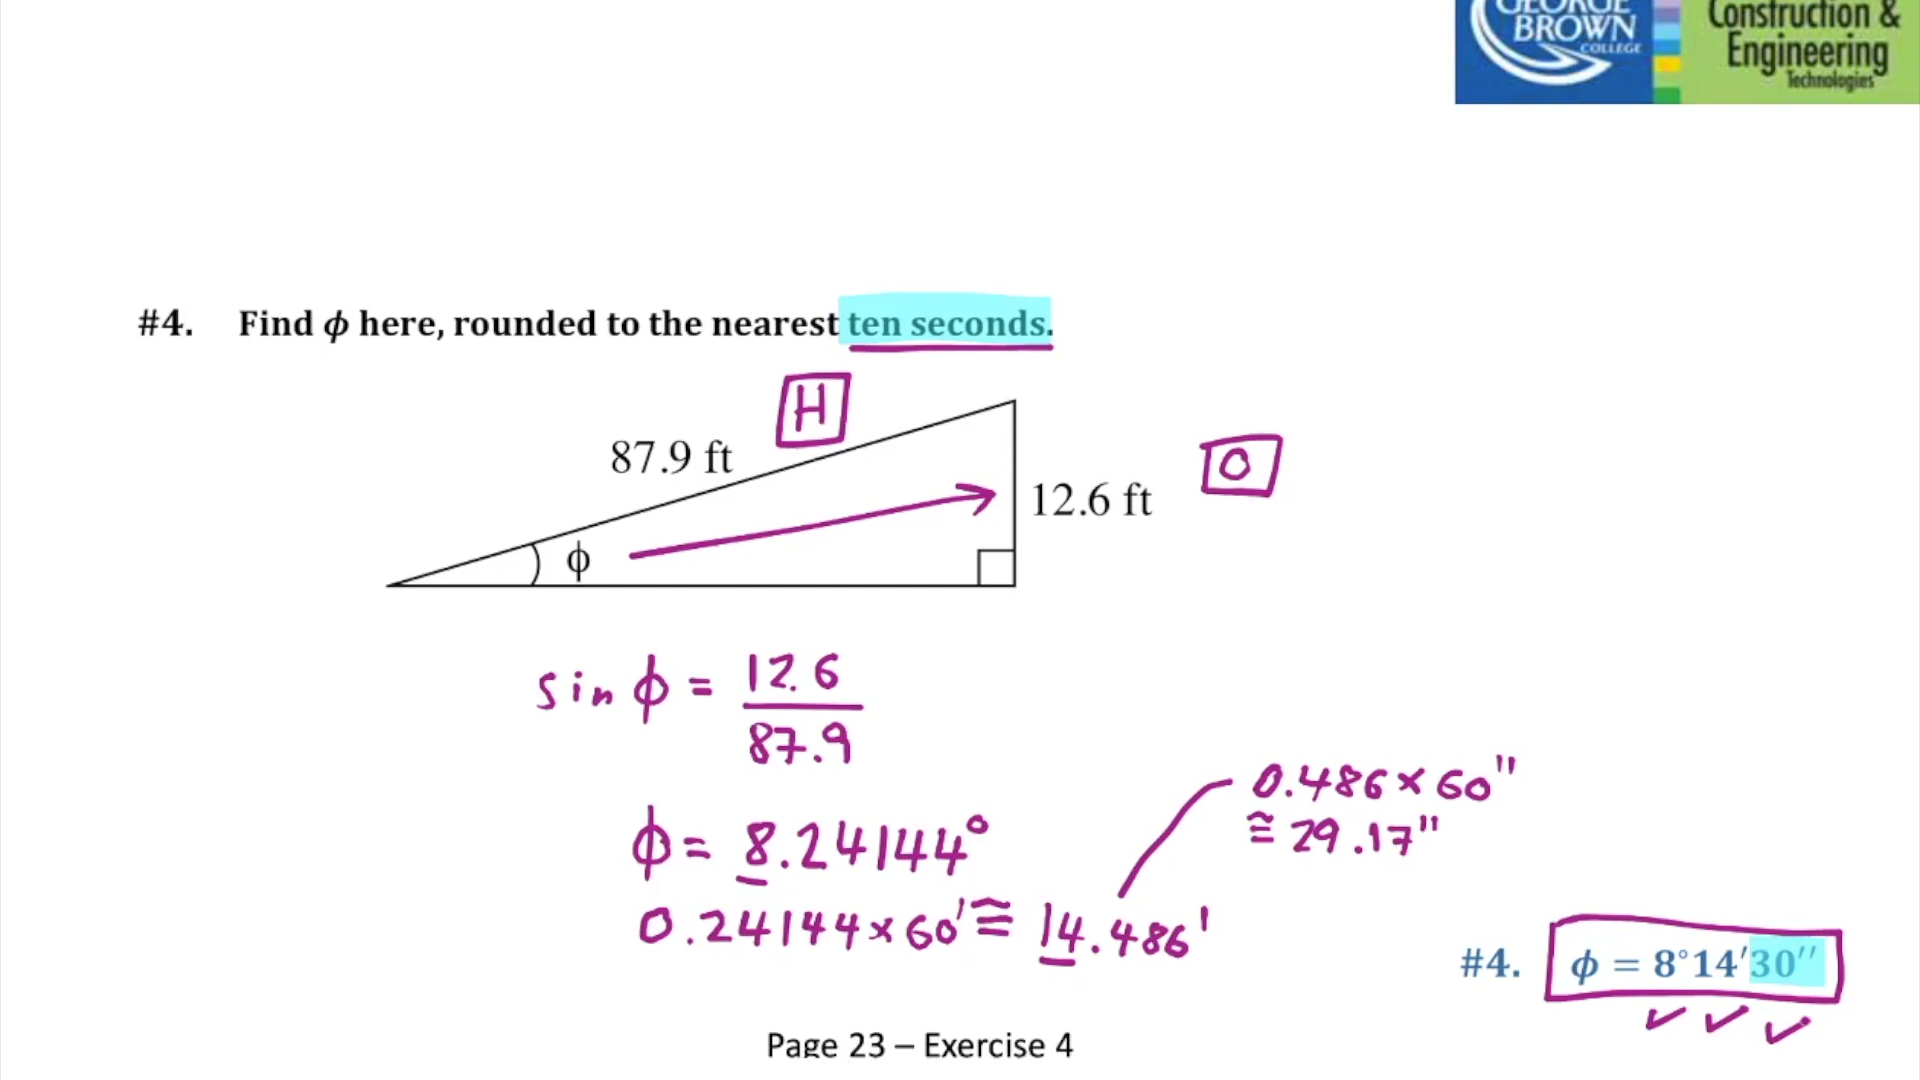 GEORGE
BROWN
COLLEGE
Construction &
Engineering
Technologies
#4. Find ϕ here, rounded to the nearest ten seconds.
H
87.9 ft
O
12.6 ft
ϕ
sin ϕ = 12.6
87.9
0.486 × 60"
≅ 29.17"
ϕ = 8.24144°
0.24144 × 60' ≅ 14.486'
#4. ϕ = 8°14′30′′
Page 23 – Exercise 4